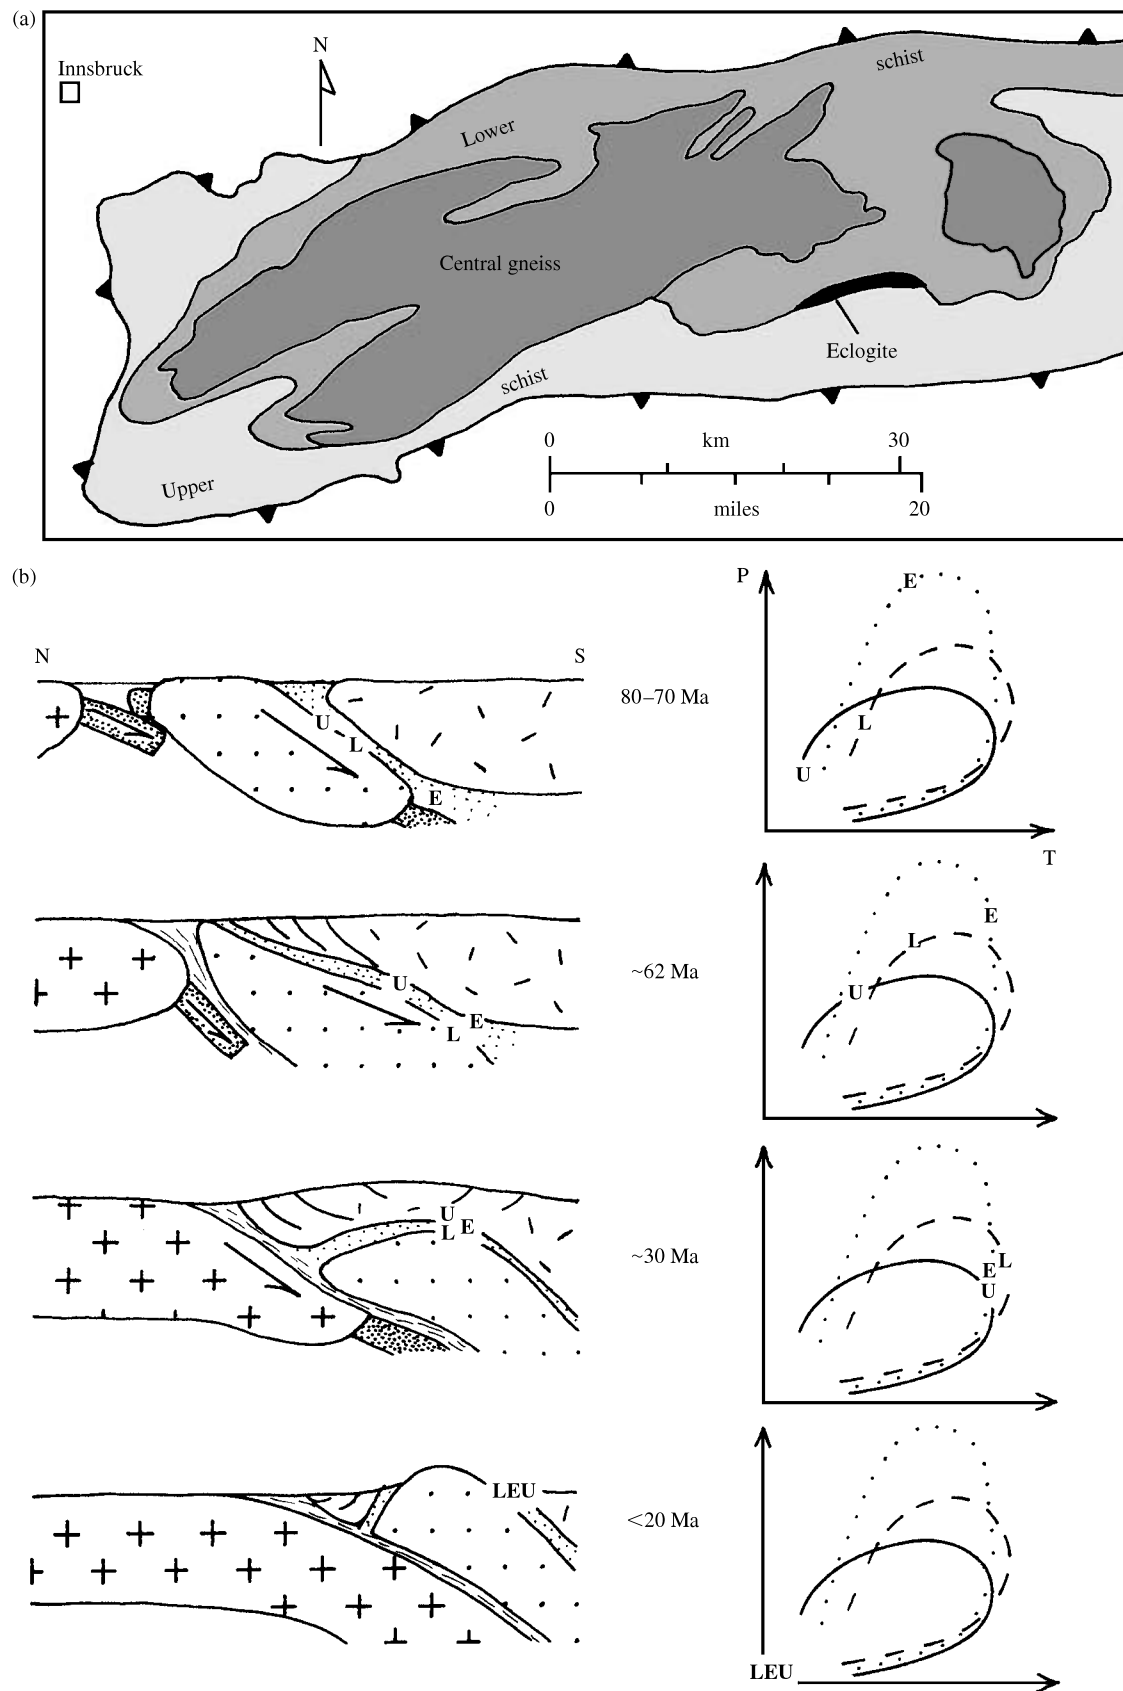 (a)
N
Innsbruck
schist
Lower
Central gneiss
Eclogite
schist
Upper
0 km 30
0 miles 20
(b)
N S
U
L
E
80–70 Ma
P
E
L
U
T
U
L
E
~62 Ma
E
L
U
U
L E
~30 Ma
L
E
U
LEU
<20 Ma
LEU